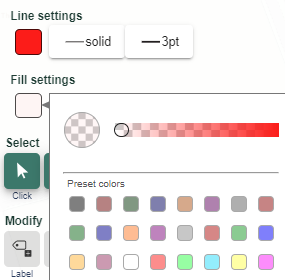 Line settings
solid
3pt
Fill settings
Preset colors
Select
Click
Modify
Label